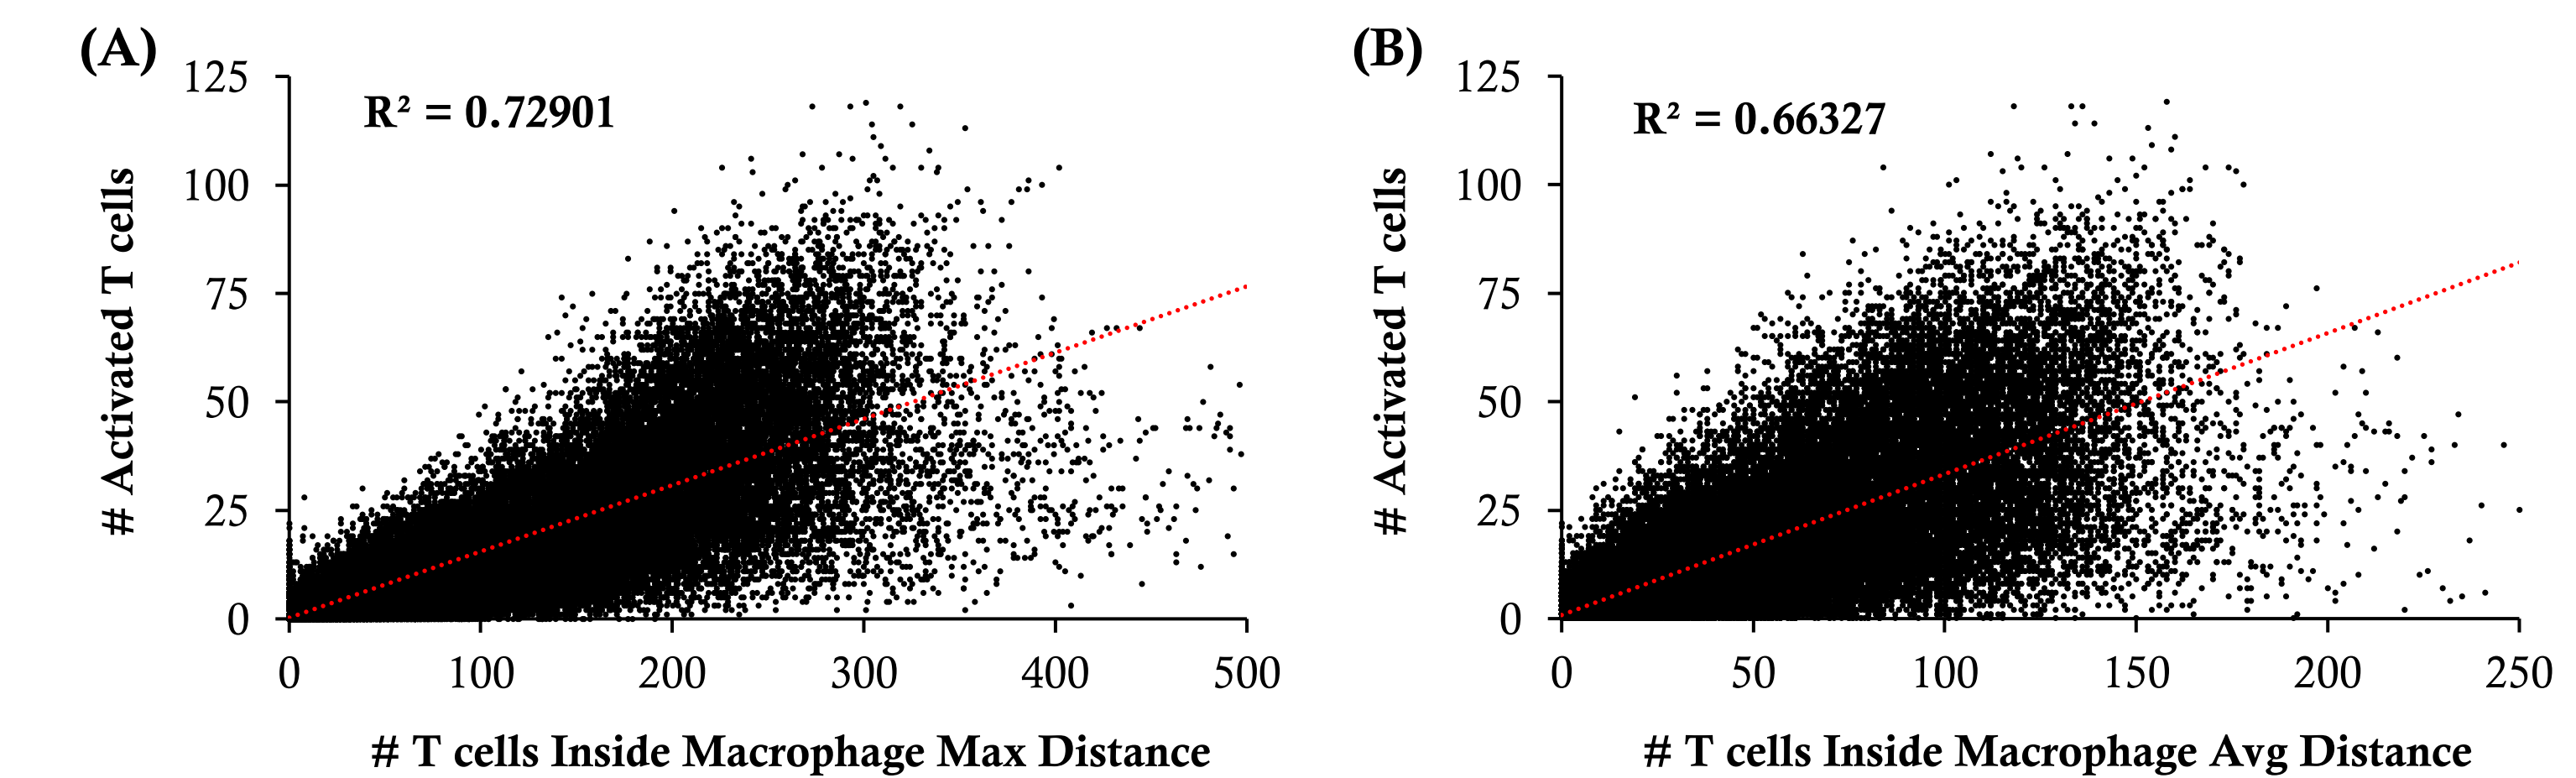 (A)
R² = 0.72901
# Activated T cells
125
100
75
50
25
0
0 100 200 300 400 500
# T cells Inside Macrophage Max Distance
(B)
R² = 0.66327
# Activated T cells
125
100
75
50
25
0
0 50 100 150 200 250
# T cells Inside Macrophage Avg Distance